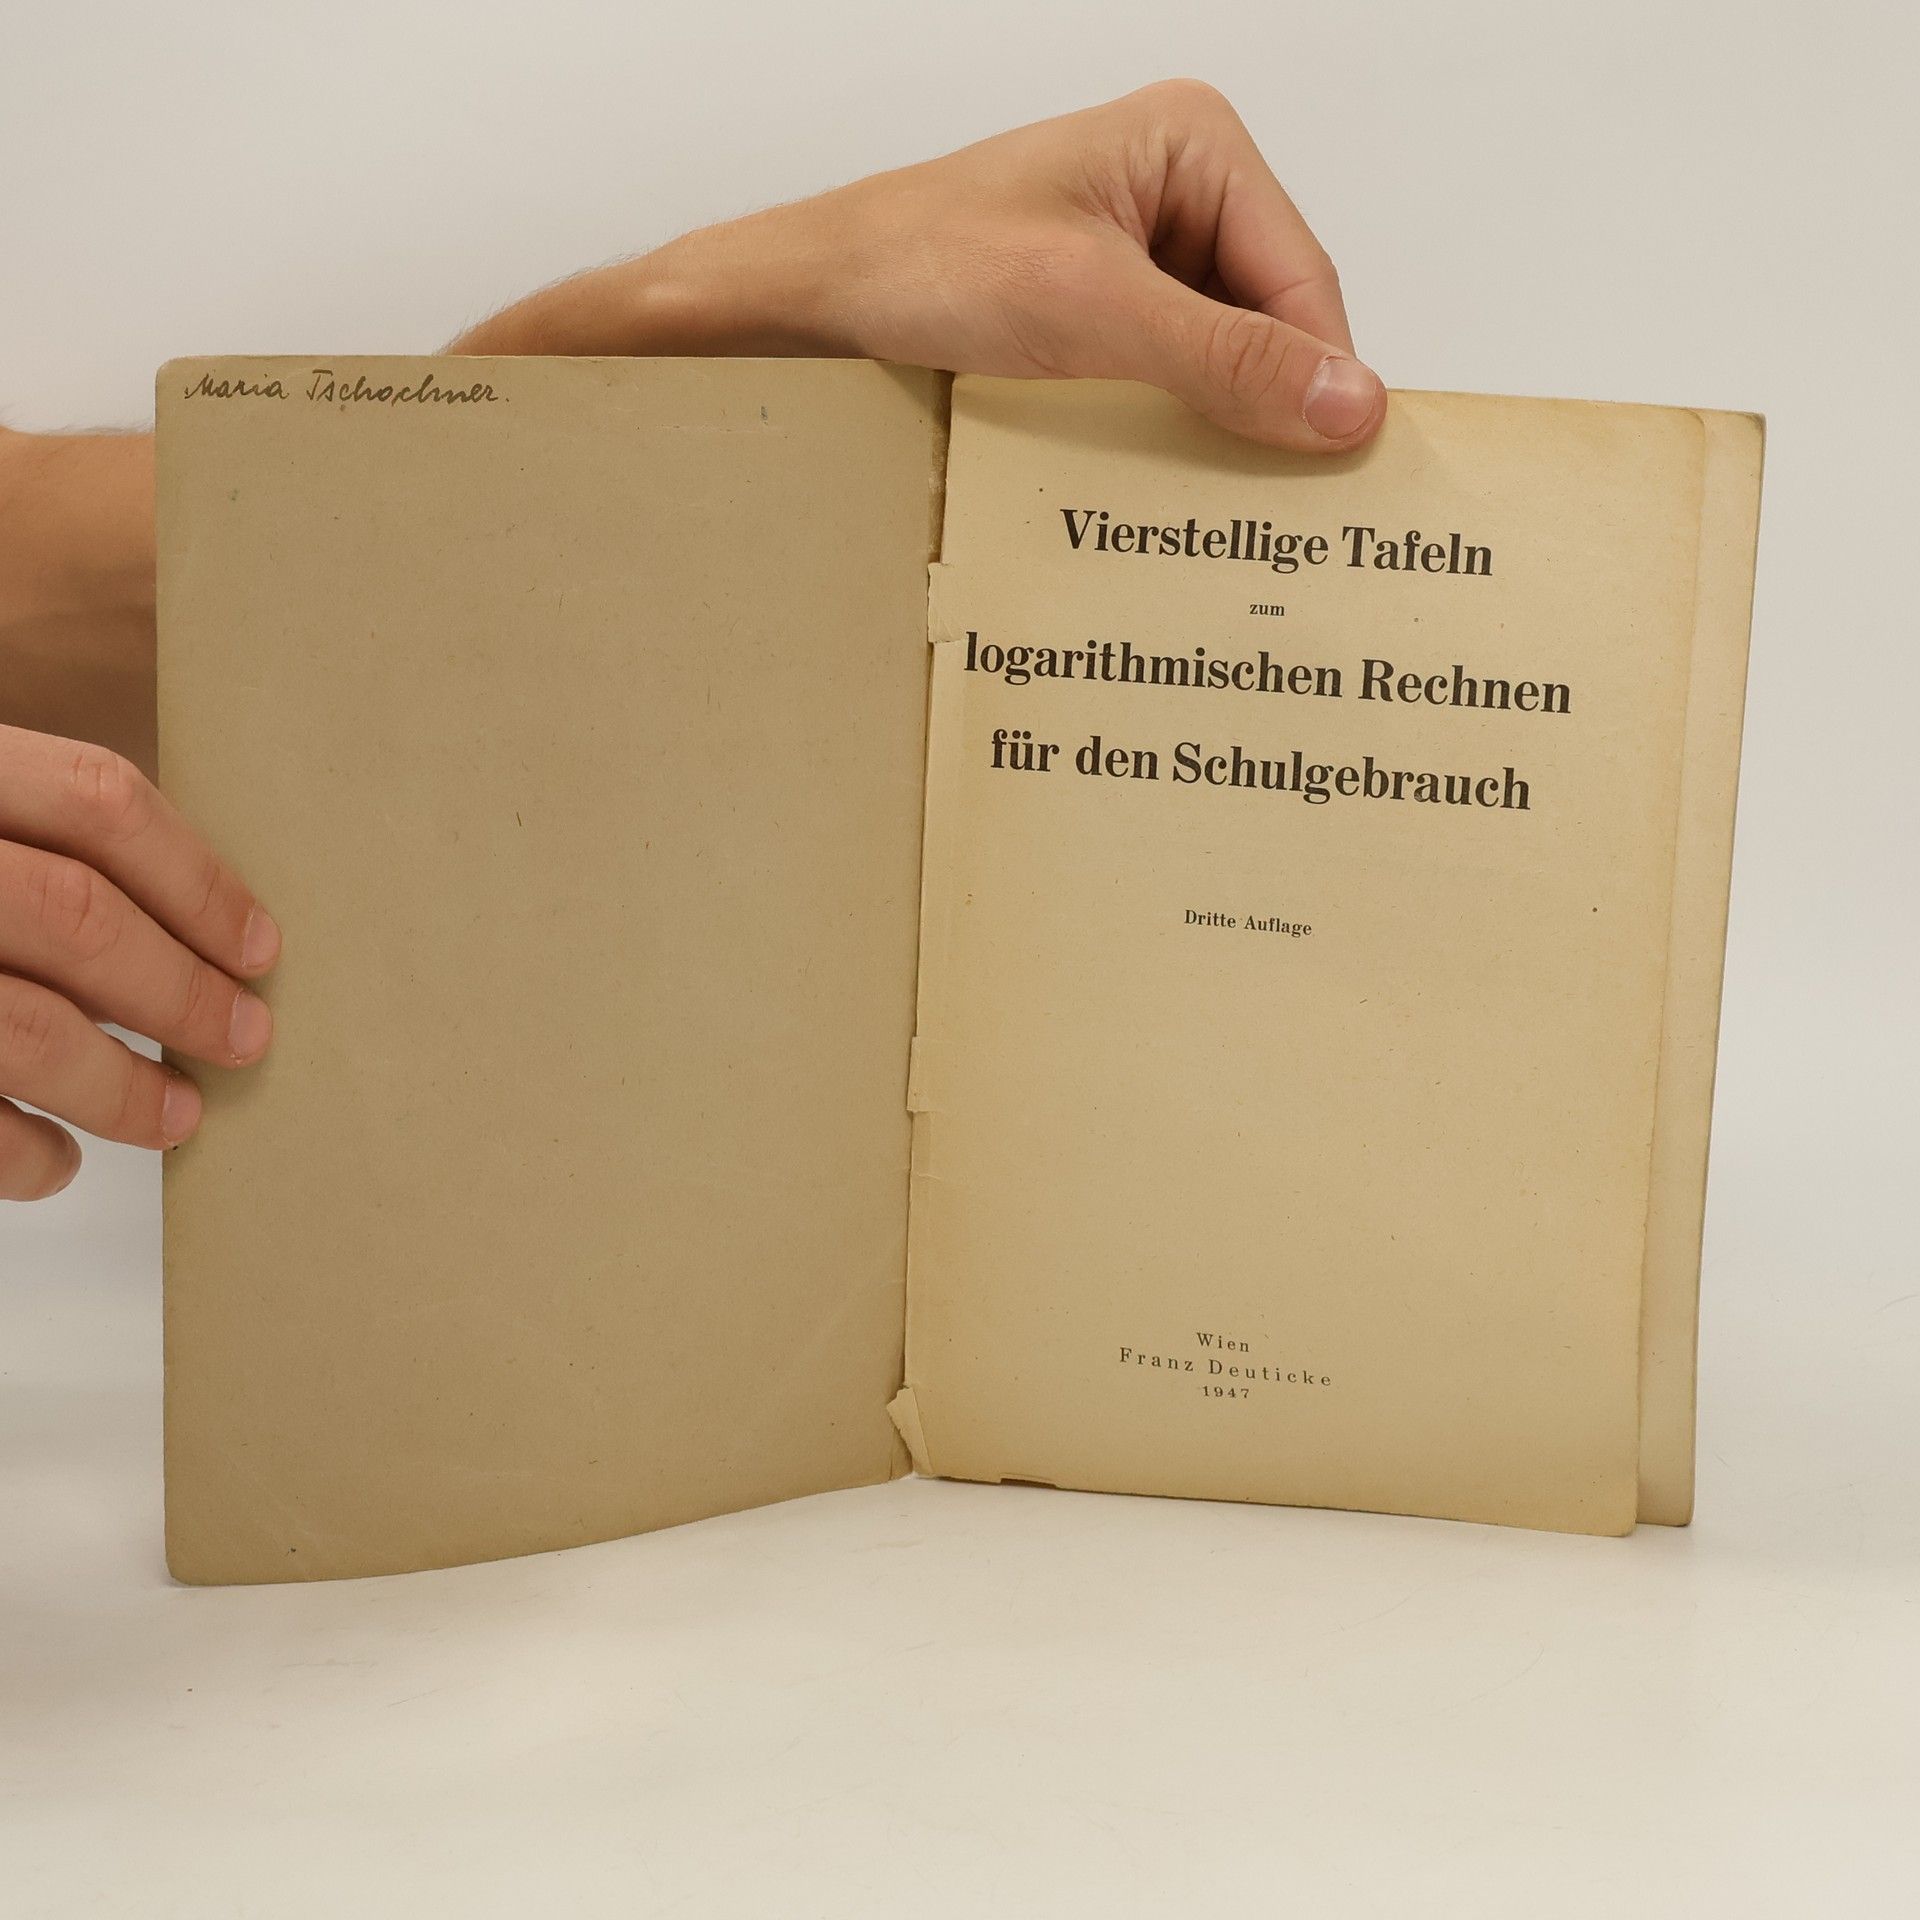 Maria Tschochner.
Vierstellige Tafeln
zum
logarithmischen Rechnen
für den Schulgebrauch
Dritte Auflage
Wien
Franz Deuticke
1947